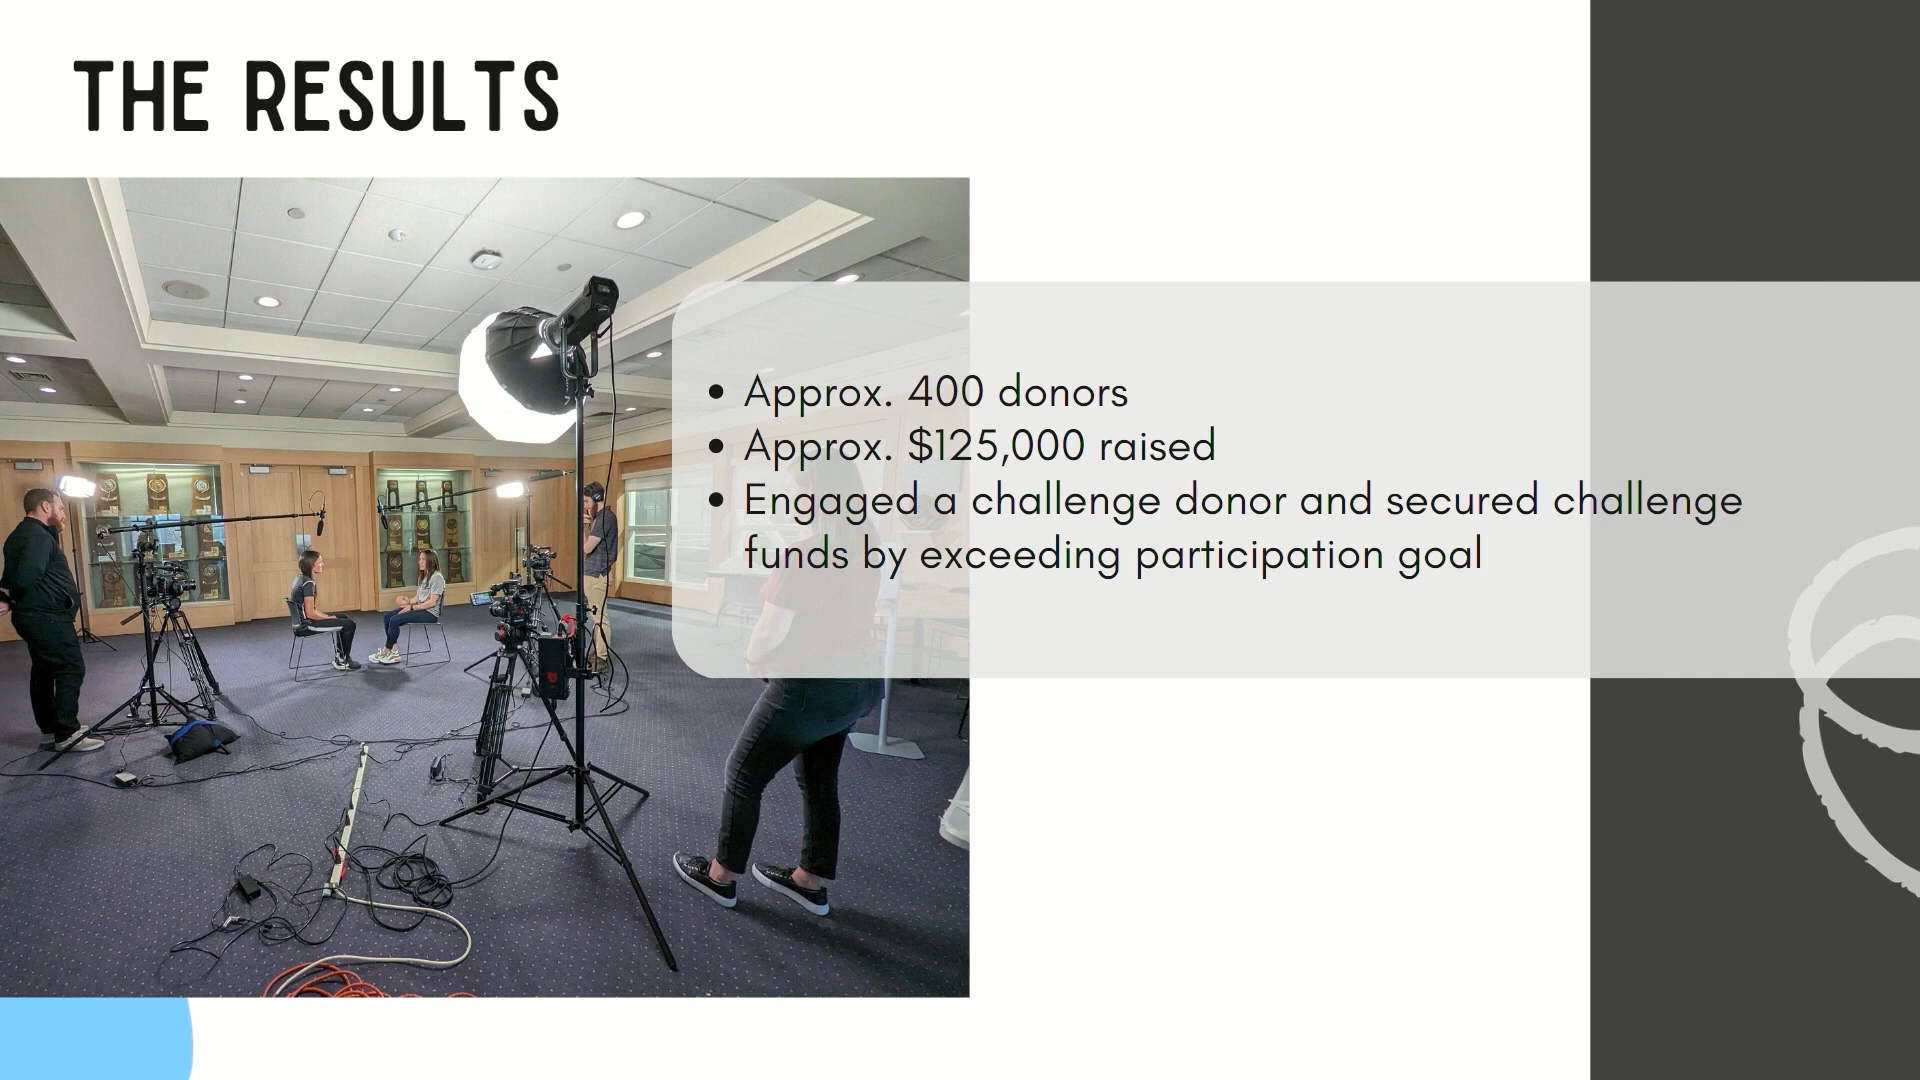 THE RESULTS
• Approx. 400 donors
• Approx. $125,000 raised
• Engaged a challenge donor and secured challenge
funds by exceeding participation goal